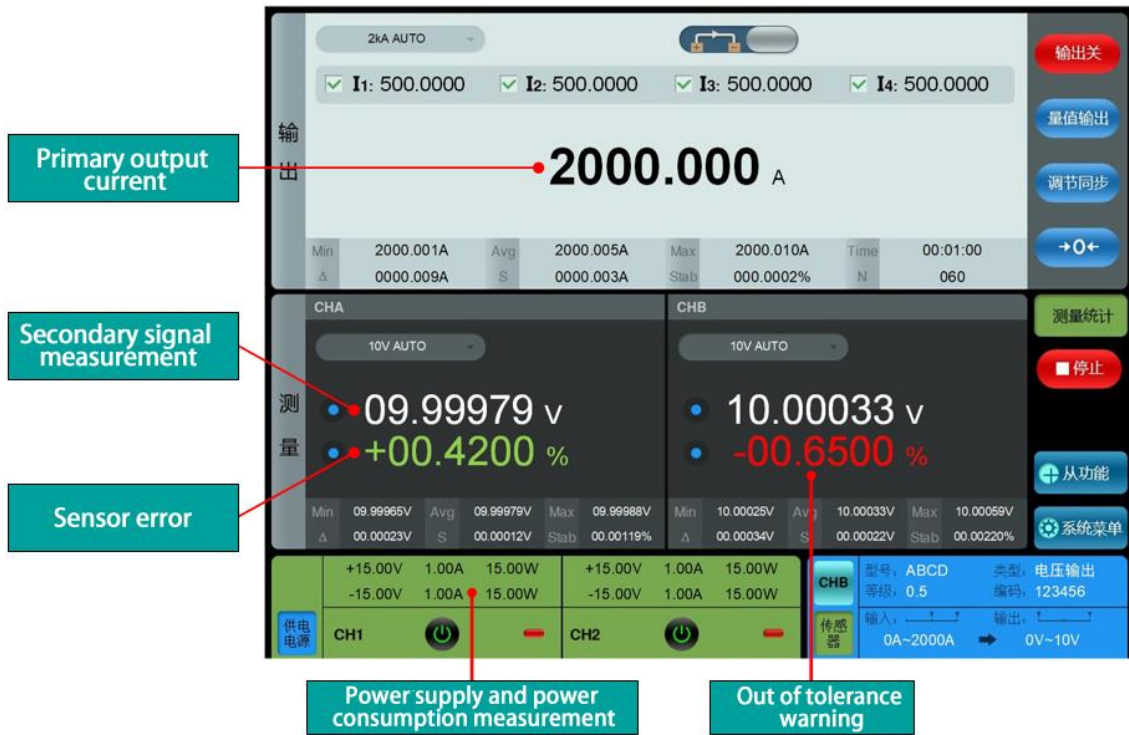 2kA AUTO
I1: 500.0000
I2: 500.0000
I3: 500.0000
I4: 500.0000
输出
2000.000 A
Min 2000.001A Avg 2000.005A Max 2000.010A Time 00:01:00
Δ 0000.009A S 0000.003A Stab 000.0002% N 060
输出关
量值输出
调节同步
→0←
Primary output
current
测量
CHA
10V AUTO
09.99979 V
+00.4200 %
Min 09.99965V Avg 09.99979V Max 09.99988V
Δ 00.00023V S 00.00012V Stab 00.00119%
CHB
10V AUTO
10.00033 V
-00.6500 %
Min 10.00025V Avg 10.00033V Max 10.00059V
Δ 00.00034V S 00.00022V Stab 00.00220%
测量统计
停止
从功能
系统菜单
Secondary signal
measurement
Sensor error
供电
电源
+15.00V 1.00A 15.00W
-15.00V 1.00A 15.00W
CH1
+15.00V 1.00A 15.00W
-15.00V 1.00A 15.00W
CH2
CHB
传感
器
型号: ABCD 类型: 电压输出
等级: 0.5 编码: 123456
输入: 输出:
0A~2000A 0V~10V
Power supply and power
consumption measurement
Out of tolerance
warning